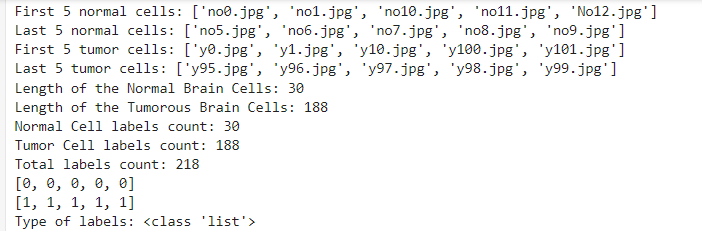 First 5 normal cells: ['no0.jpg', 'no1.jpg', 'no10.jpg', 'no11.jpg', 'No12.jpg']
Last 5 normal cells: ['no5.jpg', 'no6.jpg', 'no7.jpg', 'no8.jpg', 'no9.jpg']
First 5 tumor cells: ['y0.jpg', 'y1.jpg', 'y10.jpg', 'y100.jpg', 'y101.jpg']
Last 5 tumor cells: ['y95.jpg', 'y96.jpg', 'y97.jpg', 'y98.jpg', 'y99.jpg']
Length of the Normal Brain Cells: 30
Length of the Tumorous Brain Cells: 188
Normal Cell labels count: 30
Tumor Cell labels count: 188
Total labels count: 218
[0, 0, 0, 0, 0]
[1, 1, 1, 1, 1]
Type of labels: <class 'list'>